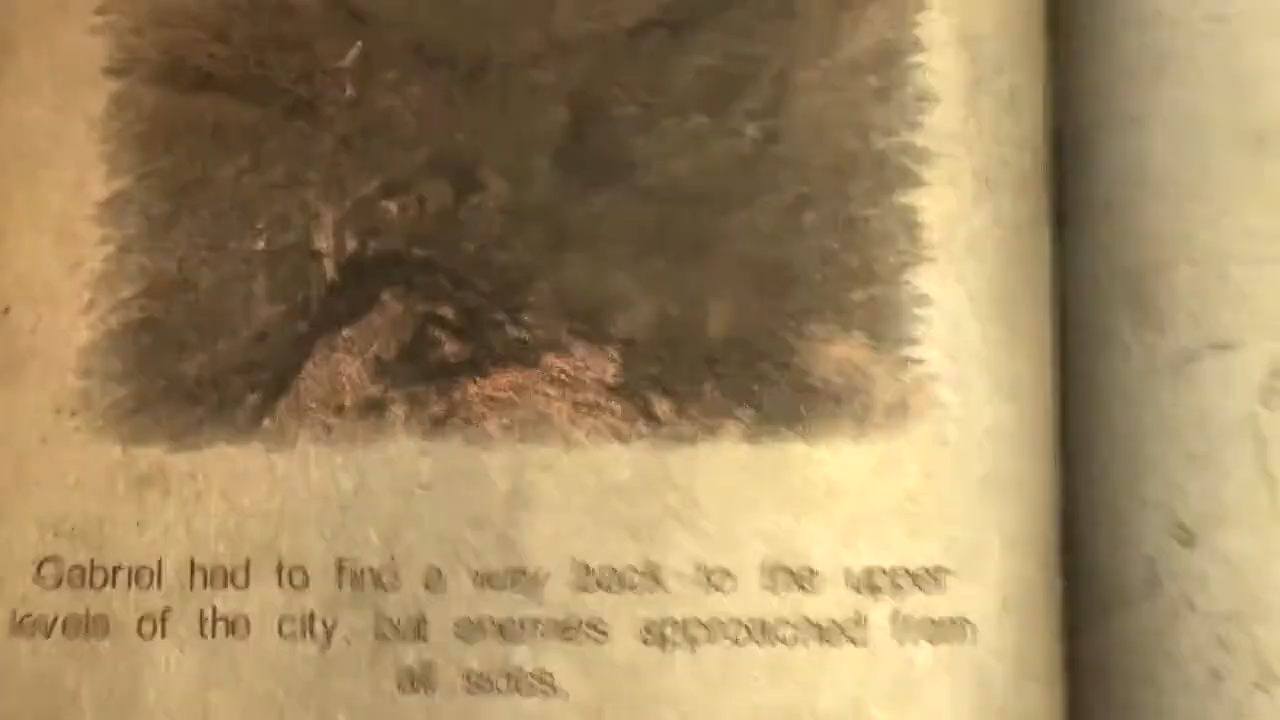 Gabriel had to find a way back to the upper
levels of the city, but enemies approached from
all sides.